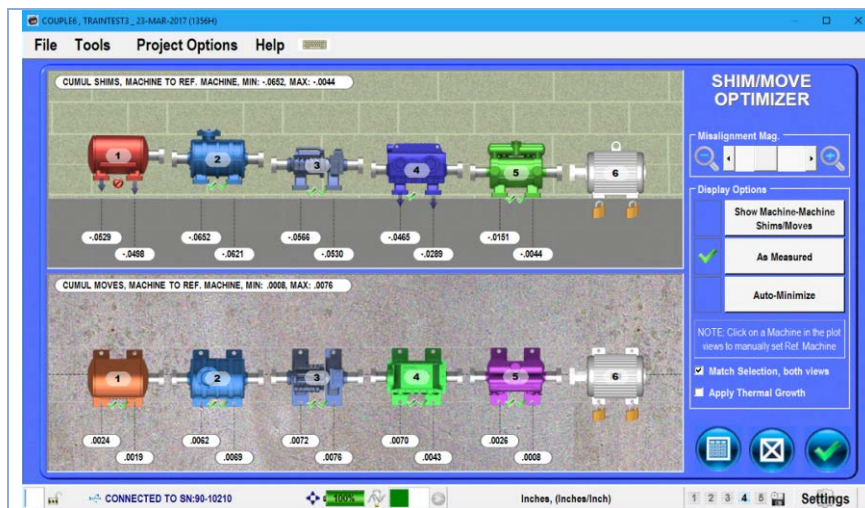 COUPLE6 , TRAINTEST3 _ 23-MAR-2017 (1356H)
File Tools Project Options Help
CUMUL SHIMS, MACHINE TO REF. MACHINE, MIN: -.0652, MAX: -.0044
1 2 3 4 5 6
-.0529 -.0652 -.0566 -.0465 -.0151
-.0498 -.0621 -.0530 -.0289 -.0044
CUMUL MOVES, MACHINE TO REF. MACHINE, MIN: .0008, MAX: .0076
1 2 3 4 5 6
.0024 .0062 .0072 .0070 .0026
.0019 .0069 .0076 .0043 .0008
SHIM/MOVE
OPTIMIZER
Misalignment Mag.
Display Options
Show Machine-Machine
Shims/Moves
As Measured
Auto-Minimize
NOTE: Click on a Machine in the plot
views to manually set Ref. Machine
Match Selection, both views
Apply Thermal Growth
CONNECTED TO SN:90-10210 100% Inches, (Inches/Inch) 1 2 3 4 5 Settings